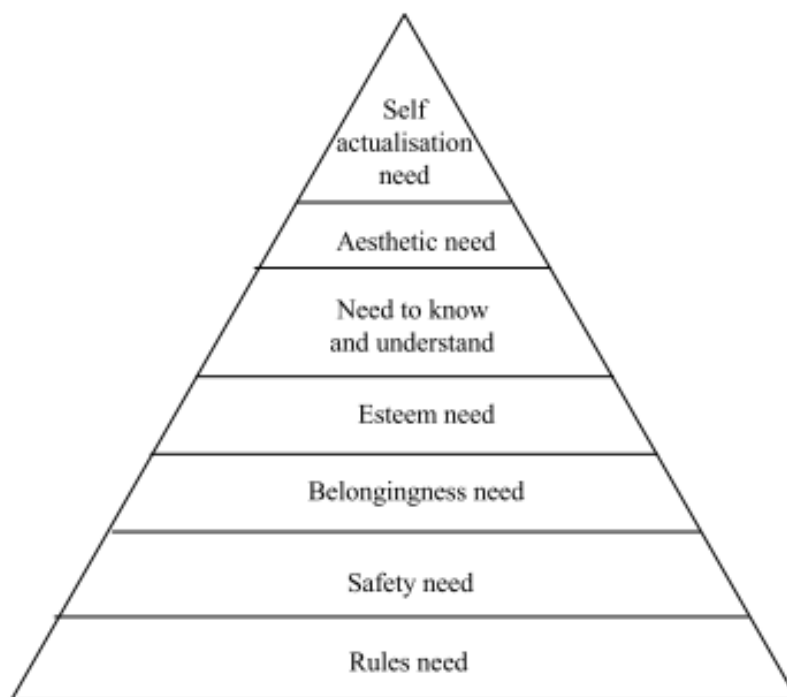 Self
actualisation
need
Aesthetic need
Need to know
and understand
Esteem need
Belongingness need
Safety need
Rules need